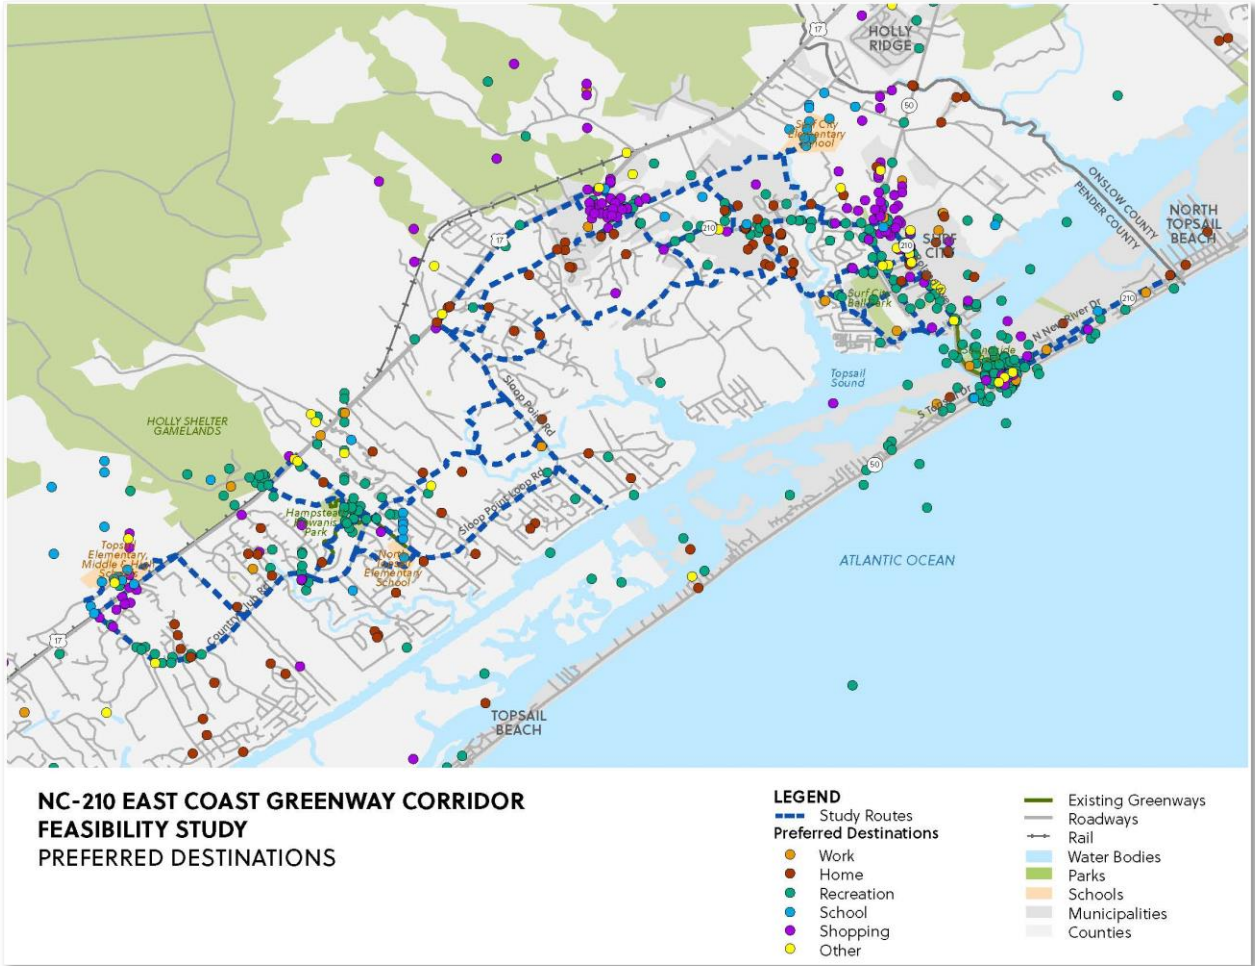 17
HOLLY
RIDGE
50
Surf City
Elementary
School
ONSLOW COUNTY
PENDER COUNTY
NORTH
TOPSAIL
BEACH
17
210
210
SURF
CITY
Surf City
Ball Park
210
N New River Dr
Topsail
Sound
S Topsail Dr
Sloop Point Rd
HOLLY SHELTER
GAMELANDS
50
Sloop Point Loop Rd
Hampstead
Kiwanis
Park
Topsail
Elementary,
Middle & High
Schools
North
Topsail
Elementary
School
ATLANTIC OCEAN
Country Club Rd
17
TOPSAIL
BEACH
NC-210 EAST COAST GREENWAY CORRIDOR
FEASIBILITY STUDY
PREFERRED DESTINATIONS
LEGEND
Study Routes
Preferred Destinations
Work
Home
Recreation
School
Shopping
Other
Existing Greenways
Roadways
Rail
Water Bodies
Parks
Schools
Municipalities
Counties